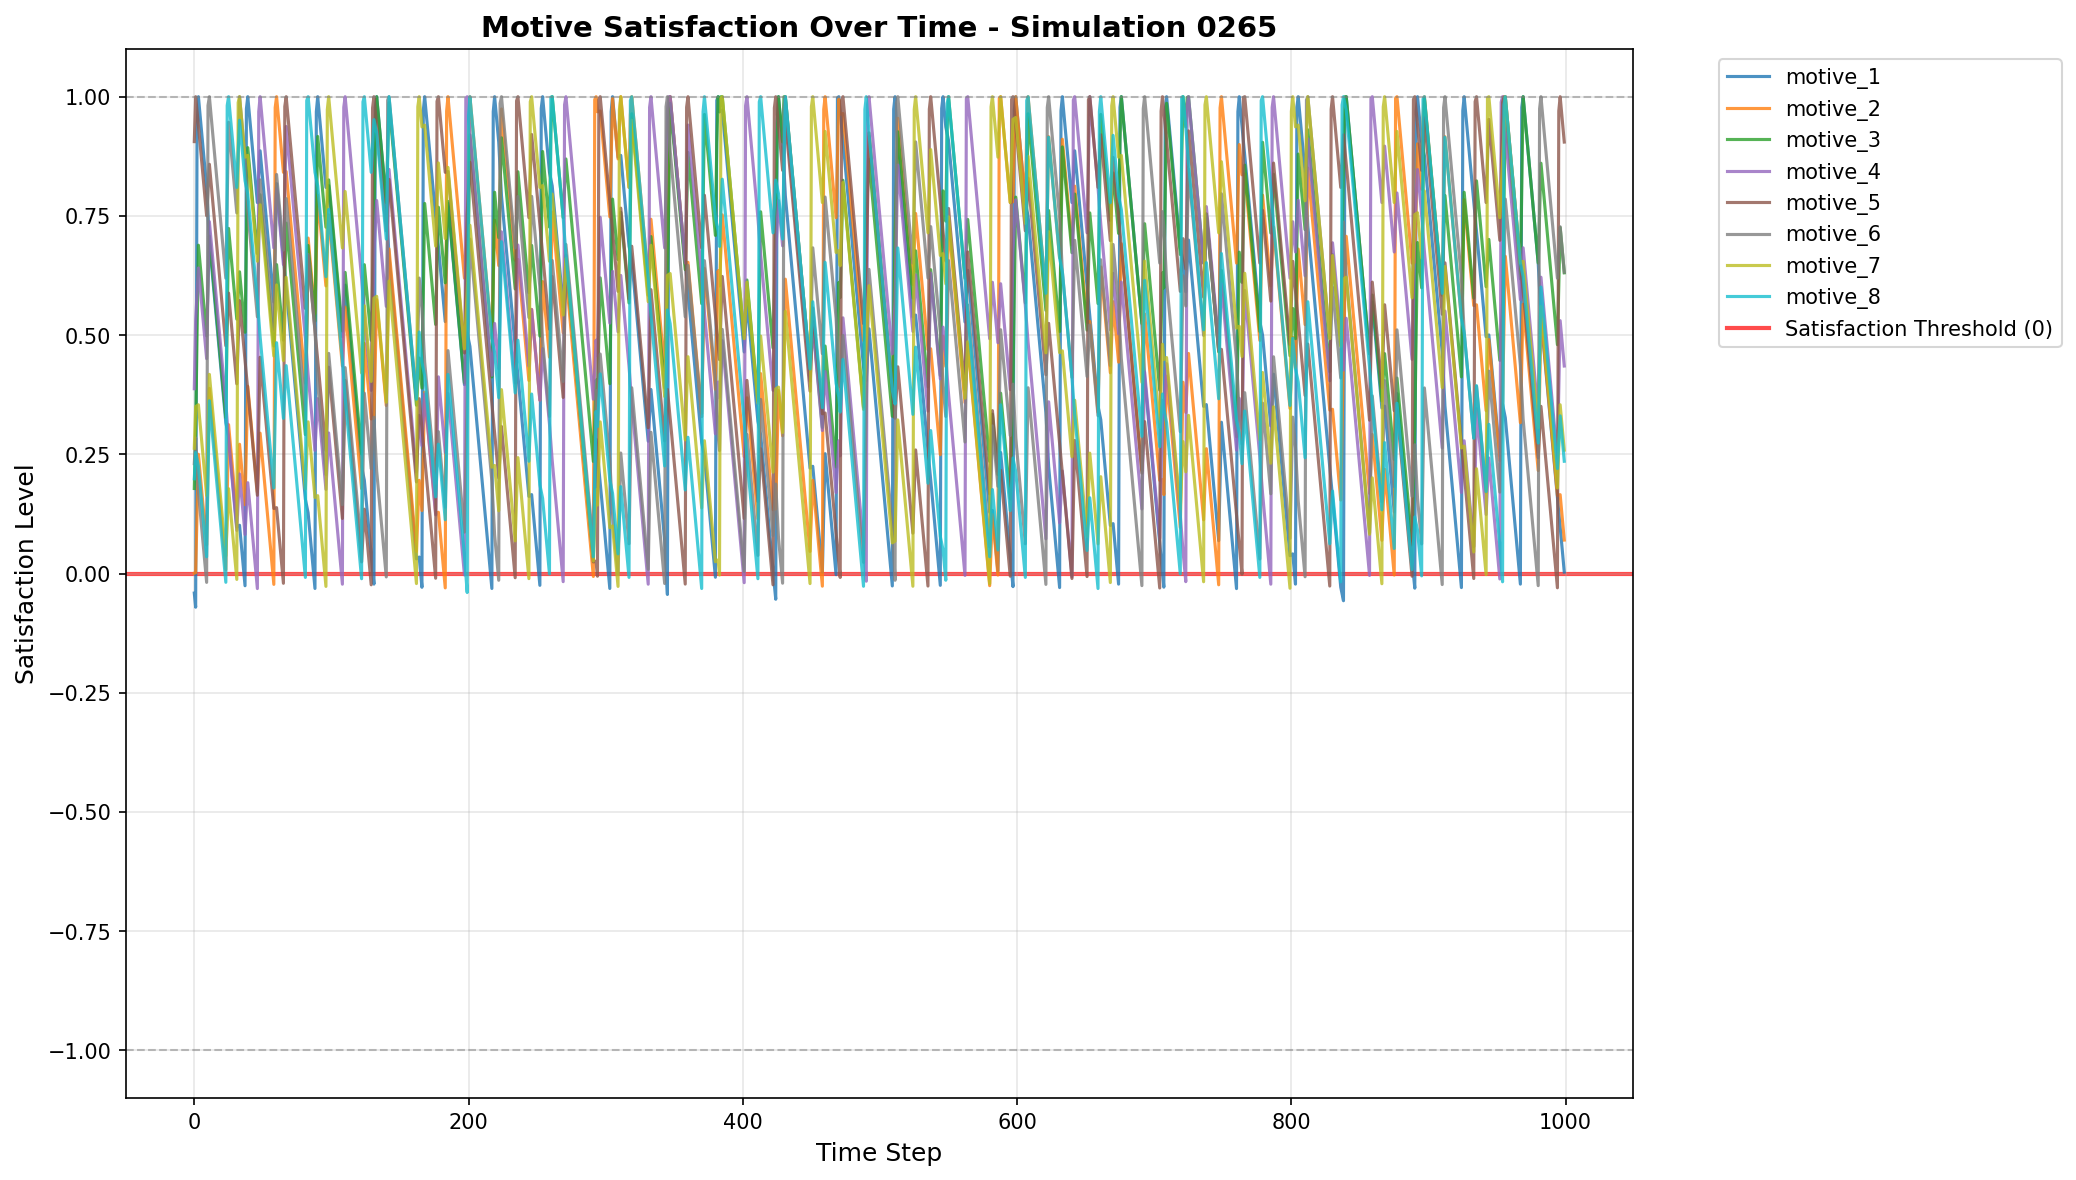 Motive Satisfaction Over Time - Simulation 0265
1.00
0.75
0.50
0.25
0.00
−0.25
−0.50
−0.75
−1.00
Satisfaction Level
0 200 400 600 800 1000
Time Step
motive_1
motive_2
motive_3
motive_4
motive_5
motive_6
motive_7
motive_8
Satisfaction Threshold (0)